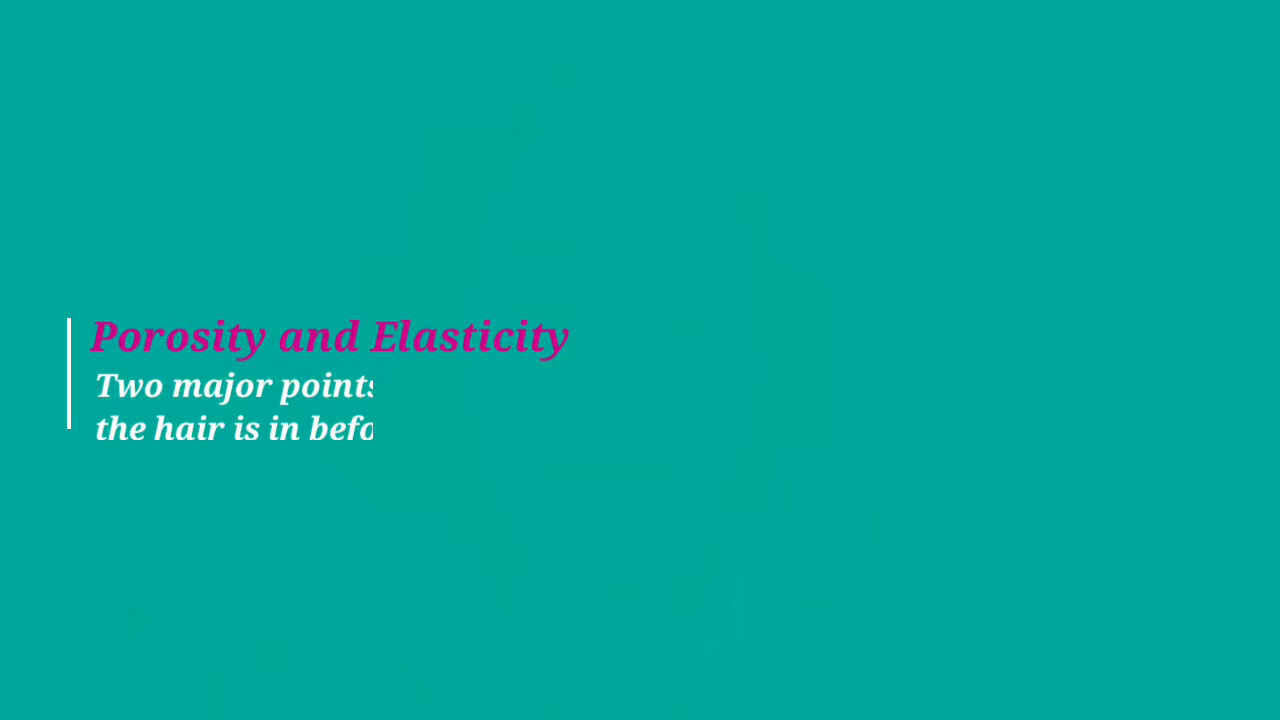 Porosity and Elasticity
Two major points
the hair is in